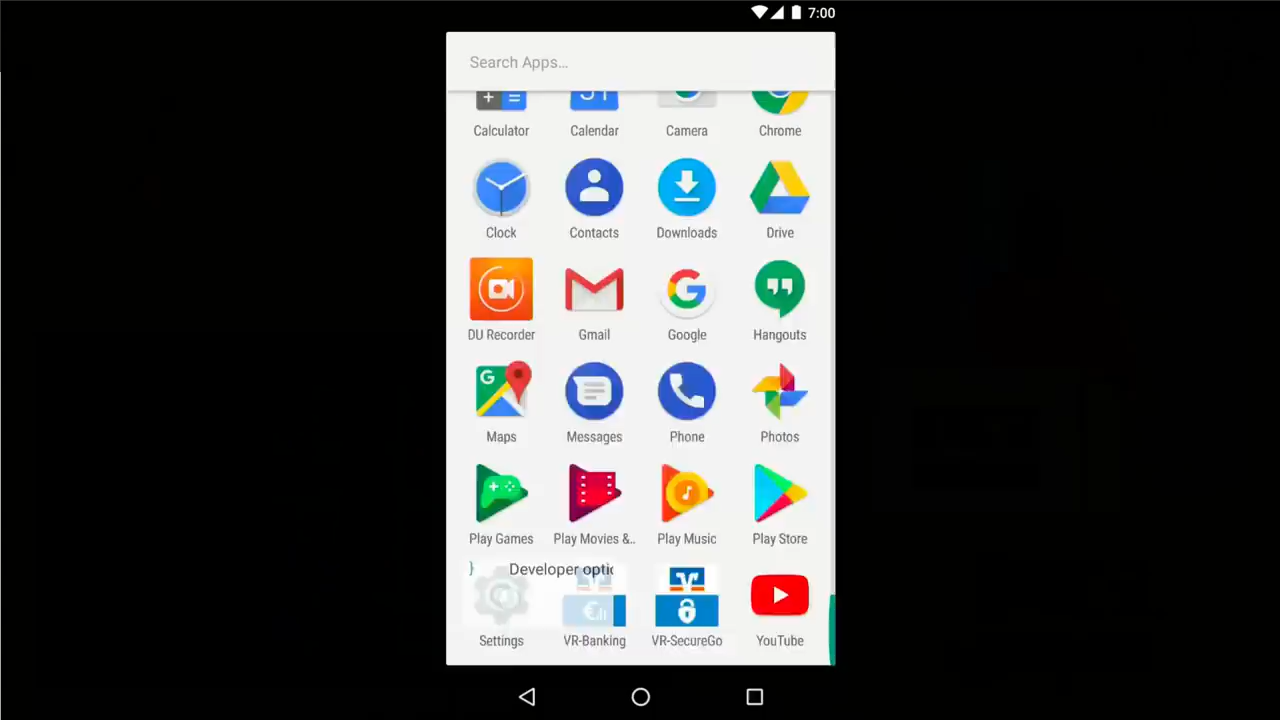 7:00
Search Apps...
31
Calculator Calendar Camera Chrome
Clock Contacts Downloads Drive
G
DU Recorder Gmail Google Hangouts
G
Maps Messages Phone Photos
Play Games Play Movies &.. Play Music Play Store
} Developer optic
€
Settings VR-Banking VR-SecureGo YouTube